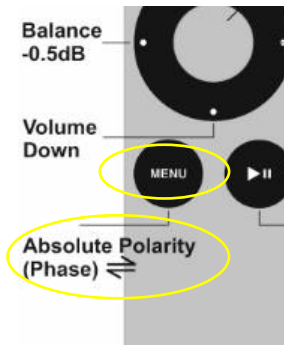 Balance
-0.5dB
Volume
Down
MENU
Absolute Polarity
(Phase) ⇌